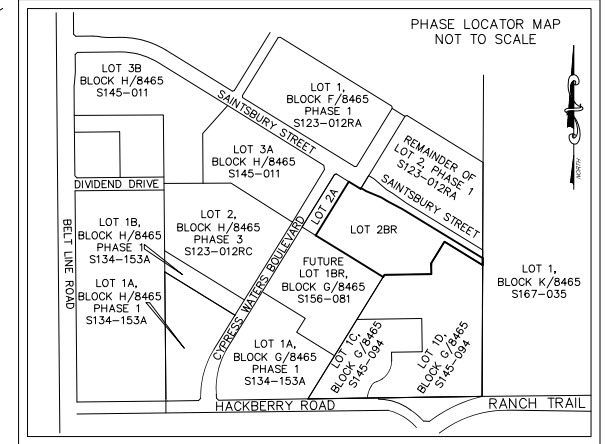 PHASE LOCATOR MAP
NOT TO SCALE
NORTH
LOT 3B
BLOCK H/8465
S145-011
LOT 1,
BLOCK F/8465
PHASE 1
S123-012RA
SAINTSBURY STREET
REMAINDER OF
LOT 2, PHASE 1
S123-012RA
SAINTSBURY STREET
LOT 3A
BLOCK H/8465
S145-011
DIVIDEND DRIVE
LOT 2A
LOT 2BR
LOT 2,
BLOCK H/8465
PHASE 3
S123-012RC
BELT LINE ROAD
LOT 1B,
BLOCK H/8465
PHASE 1
S134-153A
LOT 1A,
BLOCK H/8465
PHASE 1
S134-153A
CYPRESS WATERS BOULEVARD
FUTURE
LOT 1BR,
BLOCK G/8465
S156-081
LOT 1,
BLOCK K/8465
S167-035
LOT 1A,
BLOCK G/8465
PHASE 1
S134-153A
LOT 1C,
BLOCK G/8465
S145-094
LOT 1D,
BLOCK G/8465
S145-094
HACKBERRY ROAD
RANCH TRAIL